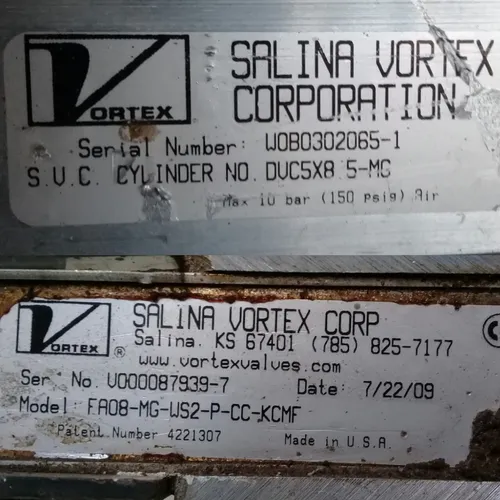 VORTEX
SALINA VORTEX
CORPORATION
Serial Number: WOB0302065-1
S.V.C. CYLINDER NO. DVC5X8.5-MG
Max 10 bar (150 psig) Air
VORTEX ®
SALINA VORTEX CORP
Salina, KS 67401 (785) 825-7177
www.vortexvalves.com
Ser No. V000087939-7 Date: 7/22/09
Model: FA08-MG-WS2-P-CC-KCMF
Patent Number 4221307 Made in U.S.A.